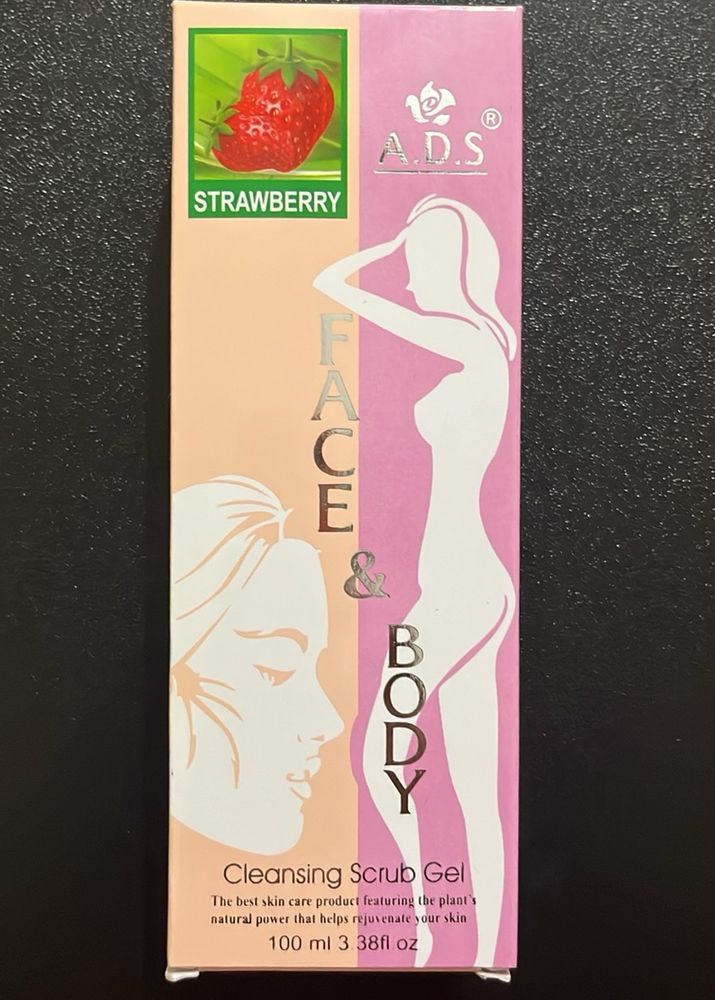 STRAWBERRY
A.D.S ®
FACE
&
BODY
Cleansing Scrub Gel
The best skin care product featuring the plant's
natural power that helps rejuvenate your skin
100 ml 3.38fl oz